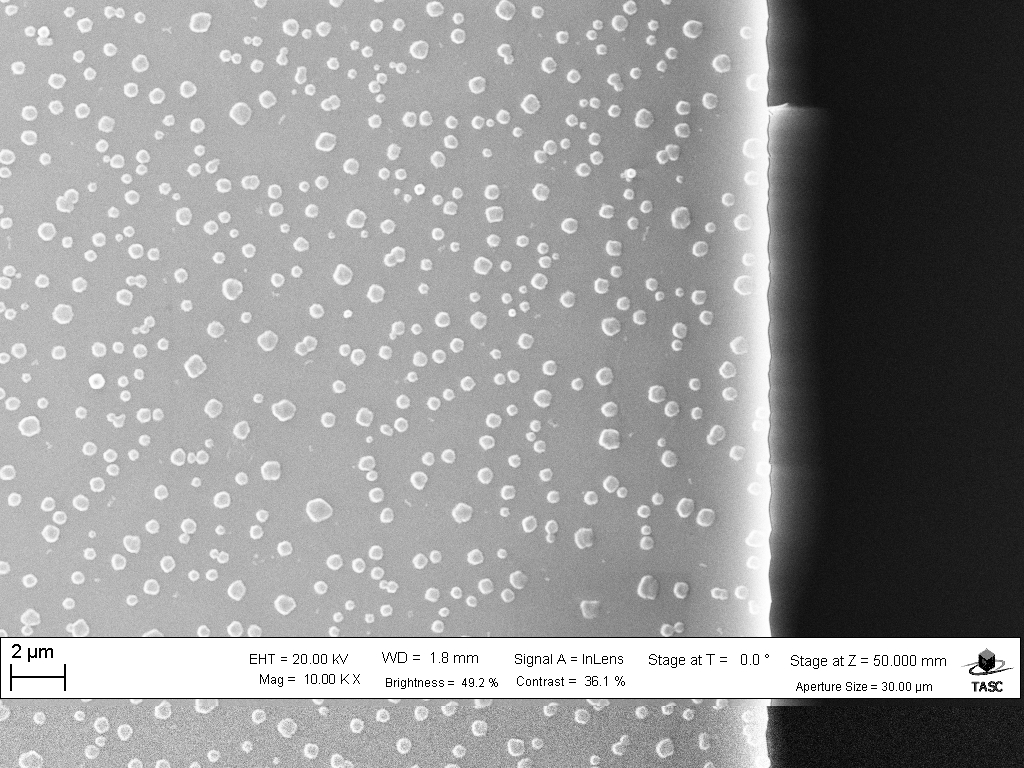 2 µm
EHT = 20.00 kV WD = 1.8 mm Signal A = InLens Stage at T = 0.0 ° Stage at Z = 50.000 mm
Mag = 10.00 K X Brightness = 49.2 % Contrast = 36.1 % Aperture Size = 30.00 µm
TASC